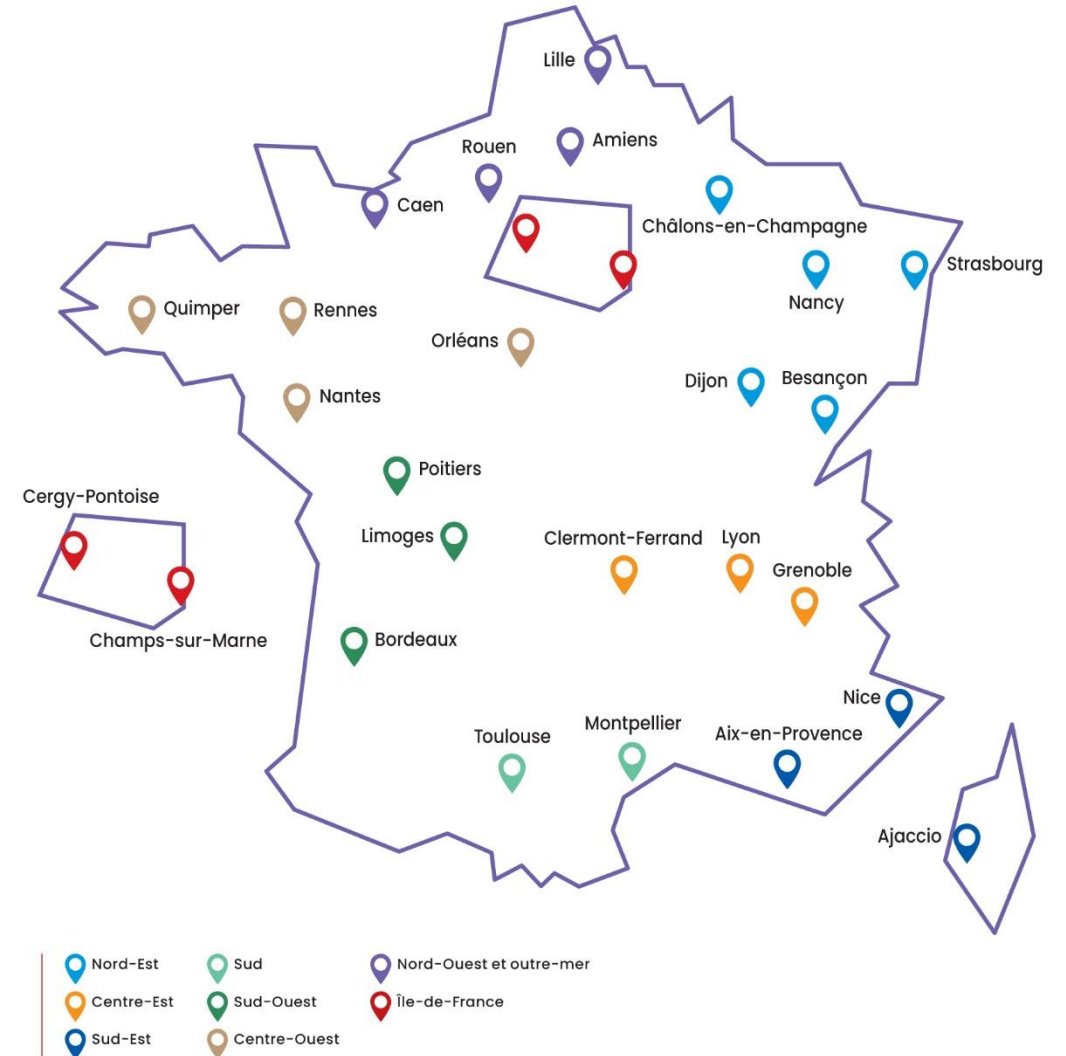 Lille
Amiens
Rouen
Caen
Châlons-en-Champagne
Strasbourg
Nancy
Quimper
Rennes
Orléans
Dijon
Besançon
Nantes
Poitiers
Cergy-Pontoise
Limoges
Clermont-Ferrand
Lyon
Grenoble
Champs-sur-Marne
Bordeaux
Nice
Montpellier
Aix-en-Provence
Toulouse
Ajaccio
Nord-Est
Centre-Est
Sud-Est
Sud
Sud-Ouest
Centre-Ouest
Nord-Ouest et outre-mer
Île-de-France